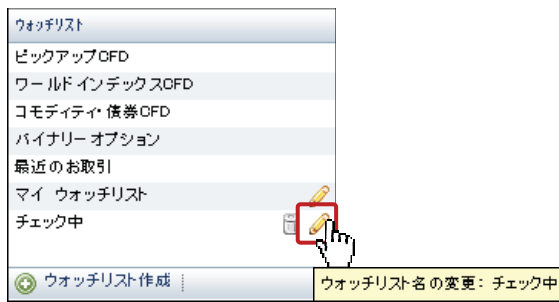 ウォッチリスト
ピックアップCFD
ワールドインデックスCFD
コモディティ・債券CFD
バイナリーオプション
最近のお取引
マイ ウォッチリスト
チェック中
ウォッチリスト作成
ウォッチリスト名の変更: チェック中